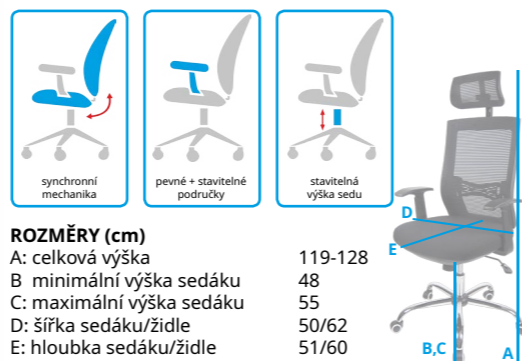 synchronní
mechanika
pevné + stavitelné
područky
stavitelná
výška sedu
ROZMĚRY (cm)
A: celková výška 119-128
B minimální výška sedáku 48
C: maximální výška sedáku 55
D: šířka sedáku/židle 50/62
E: hloubka sedáku/židle 51/60
D
E
B,C
A